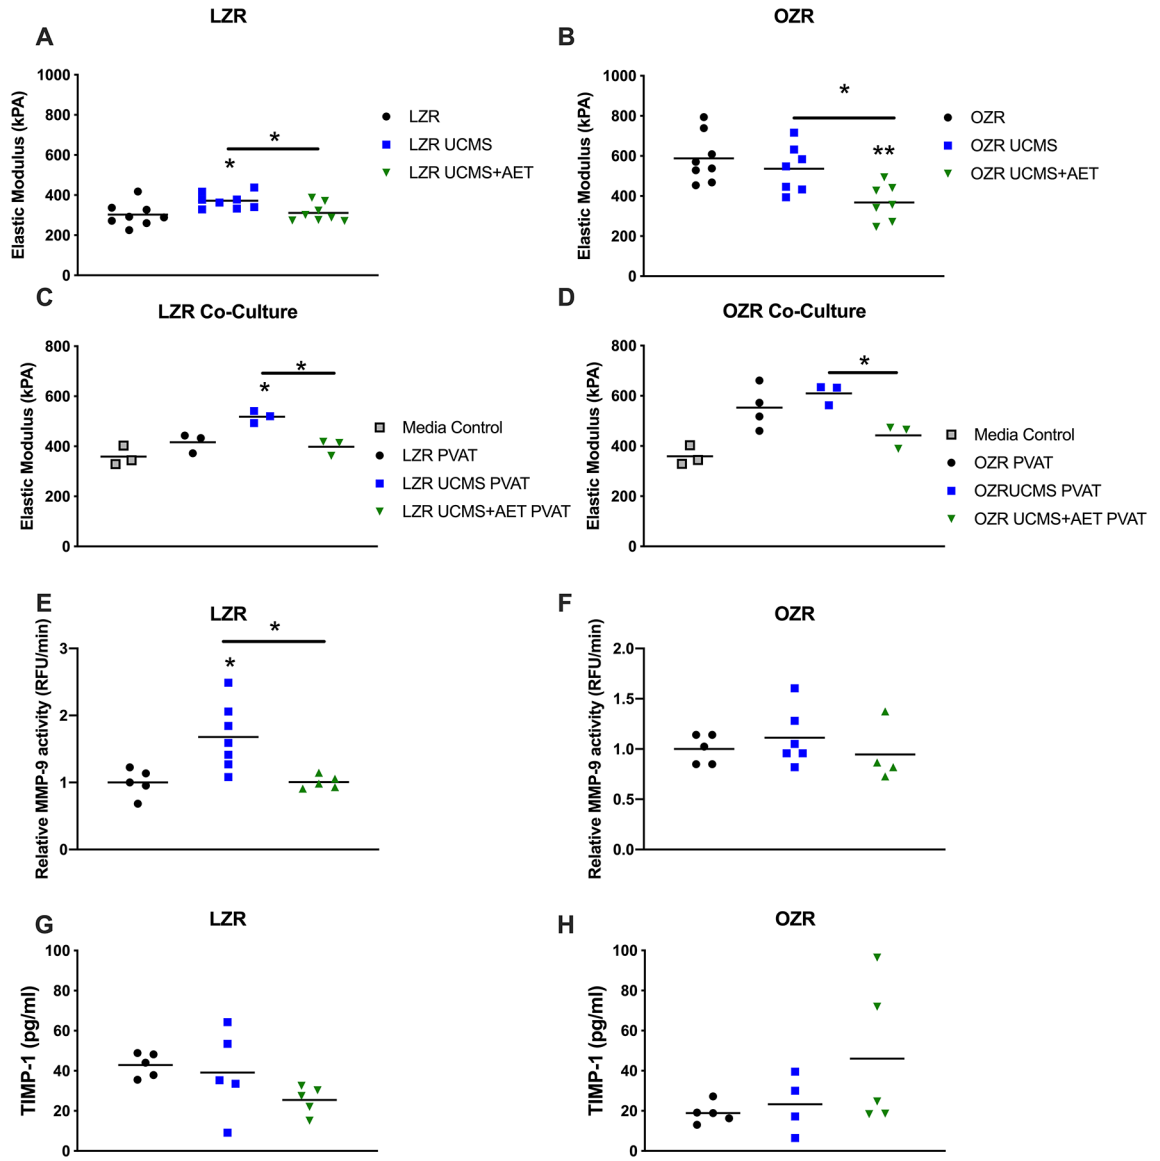 LZR
A
Elastic Modulus (kPA)
1000
800
600
400
200
0
*
*
LZR
LZR UCMS
LZR UCMS+AET
OZR
B
Elastic Modulus (kPA)
1000
800
600
400
200
0
*
**
OZR
OZR UCMS
OZR UCMS+AET
C
LZR Co-Culture
Elastic Modulus (kPA)
800
600
400
200
0
*
*
Media Control
LZR PVAT
LZR UCMS PVAT
LZR UCMS+AET PVAT
D
OZR Co-Culture
Elastic Modulus (kPA)
800
600
400
200
0
*
Media Control
OZR PVAT
OZRUCMS PVAT
OZR UCMS+AET PVAT
E
LZR
Relative MMP-9 activity (RFU/min)
3
2
1
0
*
*
F
OZR
Relative MMP-9 activity (RFU/min)
2.0
1.5
1.0
0.5
0.0
G
LZR
TIMP-1 (pg/ml)
100
80
60
40
20
0
H
OZR
TIMP-1 (pg/ml)
100
80
60
40
20
0